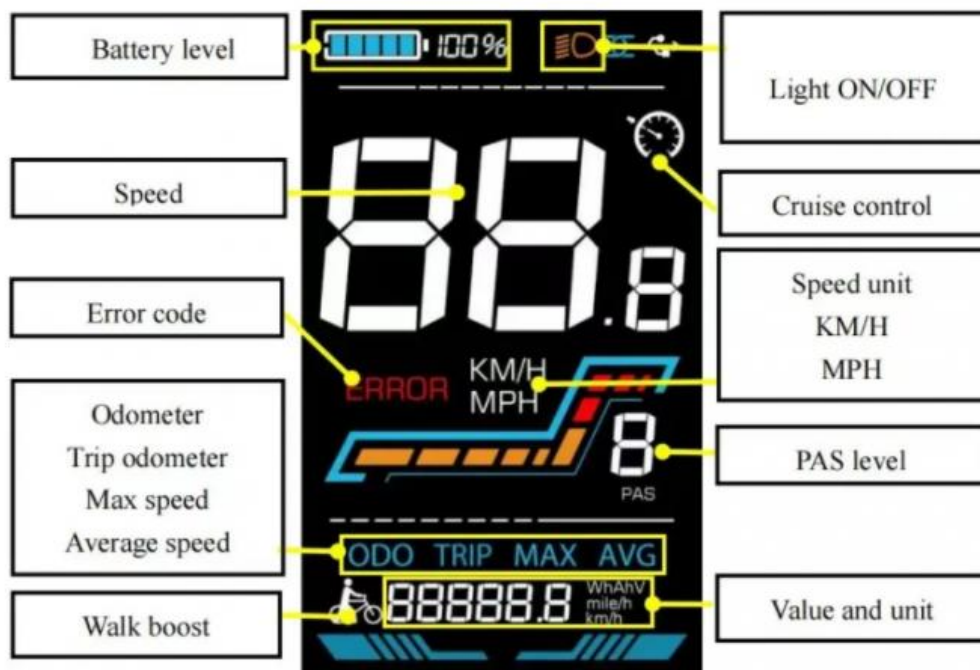 Battery level
100%
Light ON/OFF
88.8
Speed
Cruise control
Error code
ERROR
KM/H
MPH
Speed unit
KM/H
MPH
8
PAS
PAS level
Odometer
Trip odometer
Max speed
Average speed
ODO TRIP MAX AVG
Walk boost
88888.8
WhAhV
mile/h
km/h
Value and unit